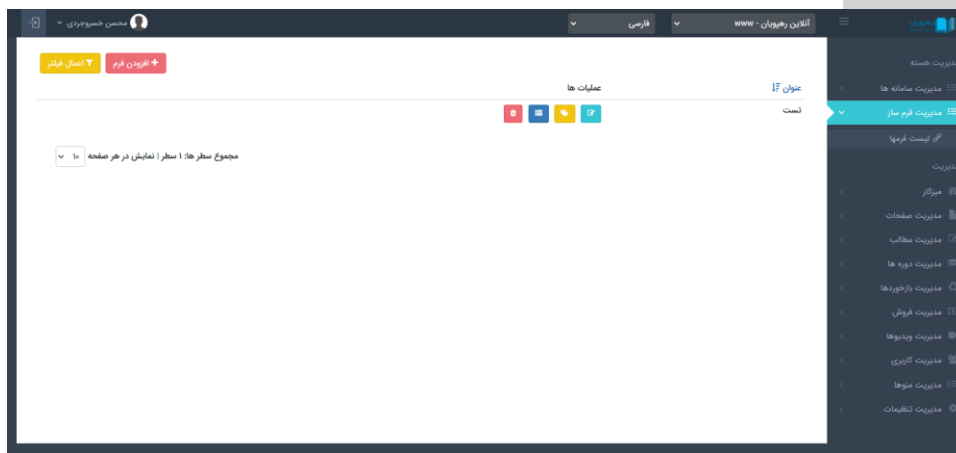 آنلاین رهپویان - www
فارسی
محسن خسروجردی
مدیریت هسته
مدیریت سامانه ها
مدیریت فرم ساز
لیست فرمها
مدیریت
میزکار
مدیریت صفحات
مدیریت مطالب
مدیریت دوره ها
مدیریت بازخوردها
مدیریت فروش
مدیریت ویدیوها
مدیریت کاربری
مدیریت منوها
مدیریت تنظیمات
افزودن فرم
اعمال فیلتر
عنوان
عملیات ها
تست
مجموع سطر ها: ۱ سطر | نمایش در هر صفحه ۱۰